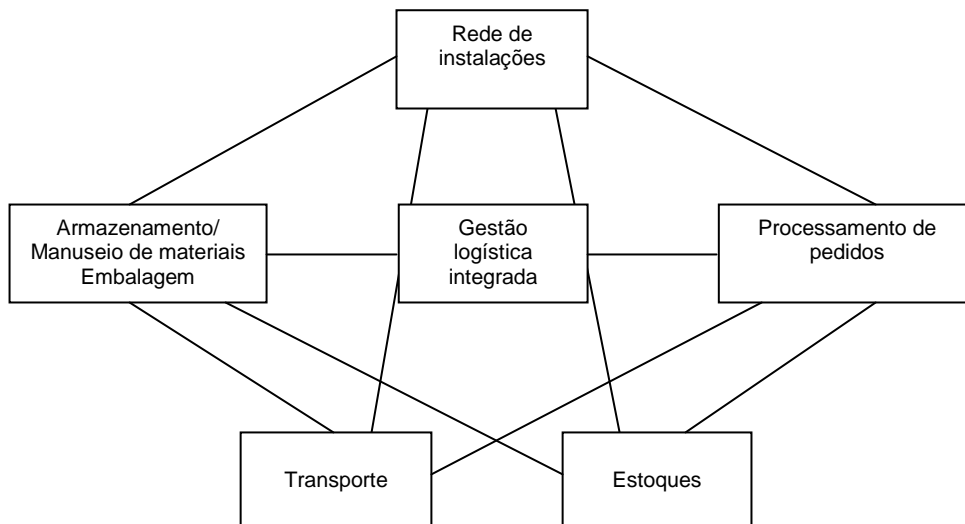 Rede de
instalações
Armazenamento/
Manuseio de materiais
Embalagem
Gestão
logística
integrada
Processamento de
pedidos
Transporte
Estoques